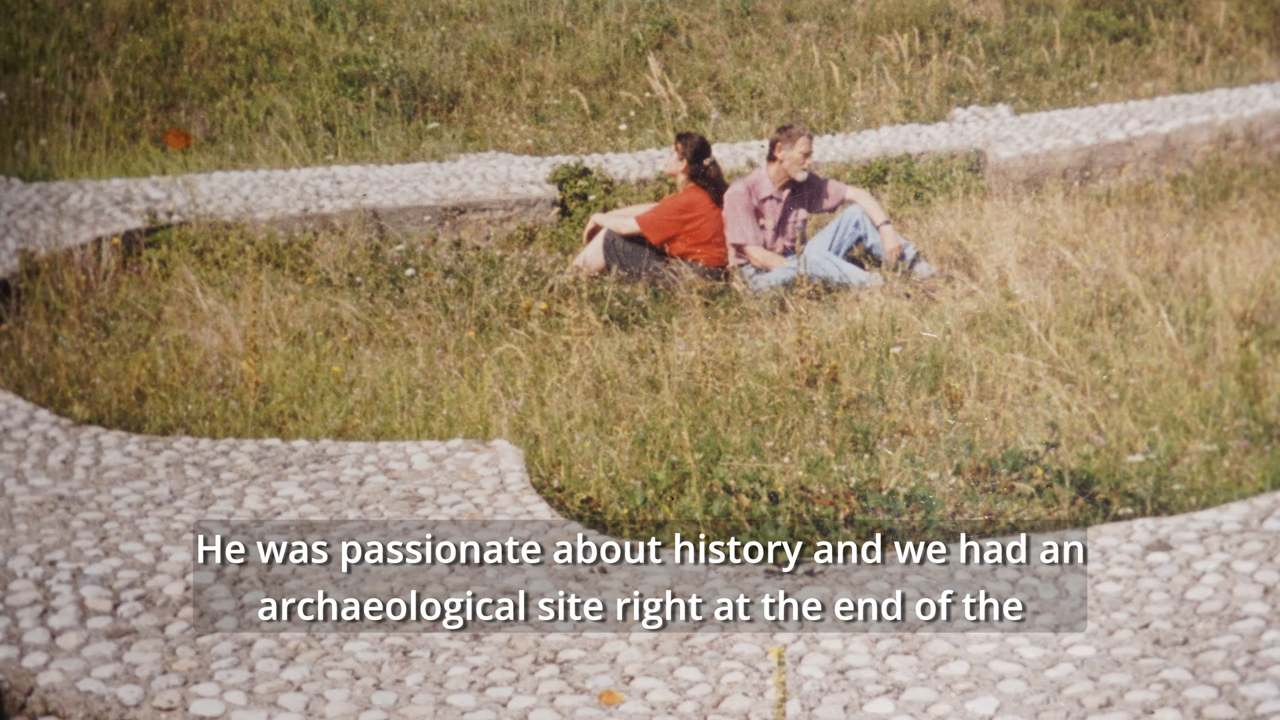 He was passionate about history and we had an
archaeological site right at the end of the